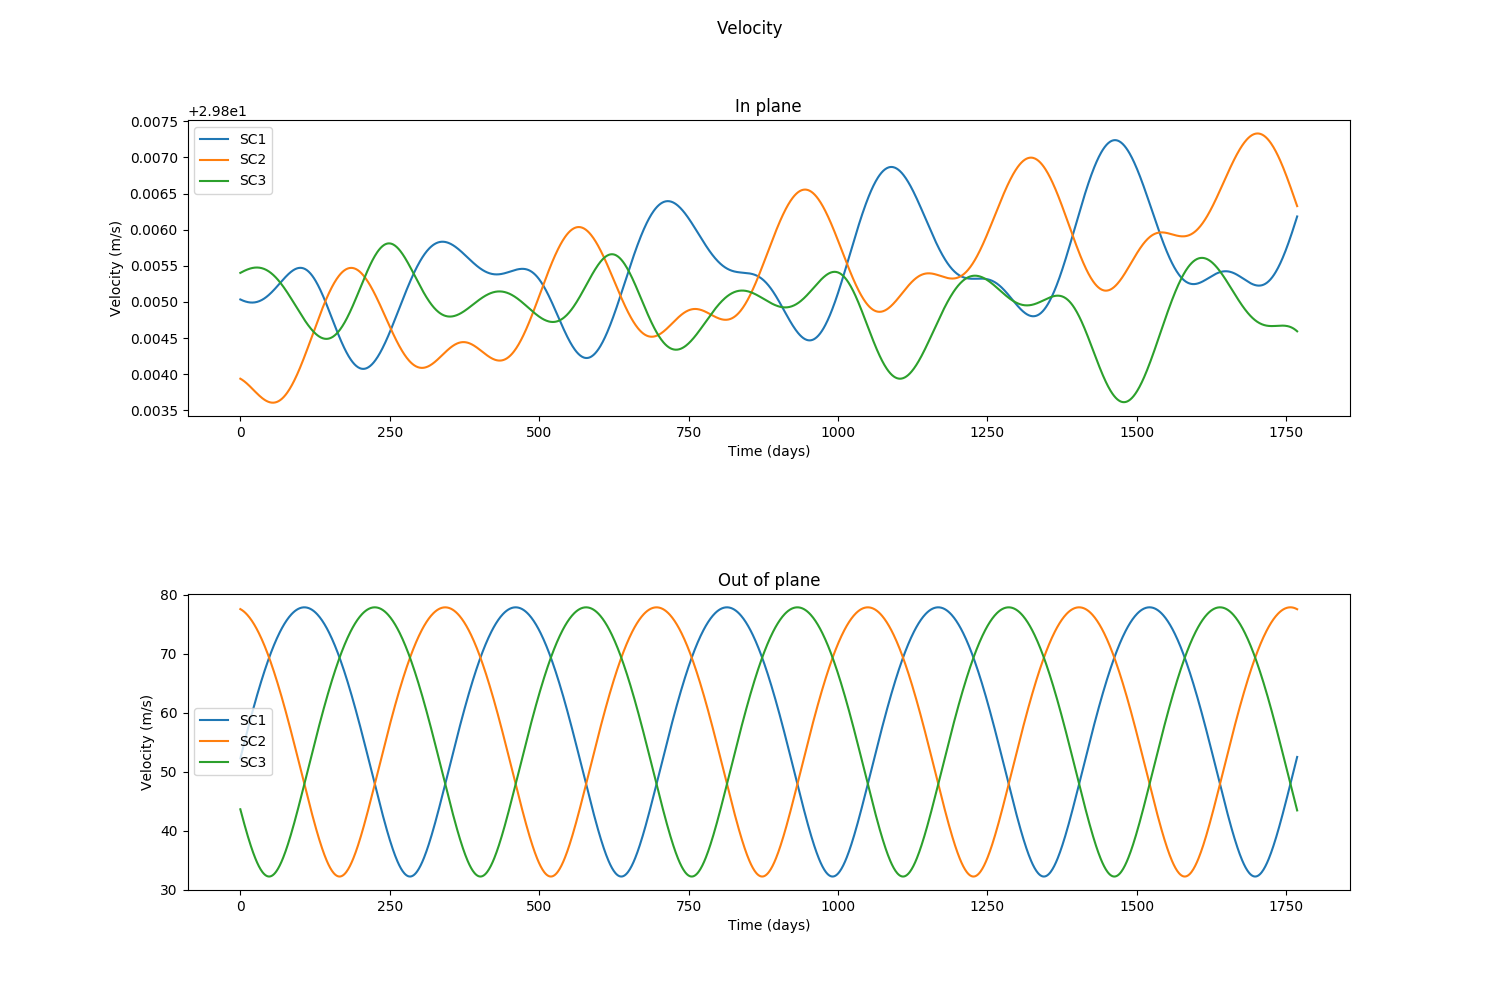 Velocity
In plane
+2.98e1
0.0075
0.0070
0.0065
0.0060
0.0055
0.0050
0.0045
0.0040
0.0035
Velocity (m/s)
SC1
SC2
SC3
0 250 500 750 1000 1250 1500 1750
Time (days)
Out of plane
80
70
60
50
40
30
Velocity (m/s)
SC1
SC2
SC3
0 250 500 750 1000 1250 1500 1750
Time (days)